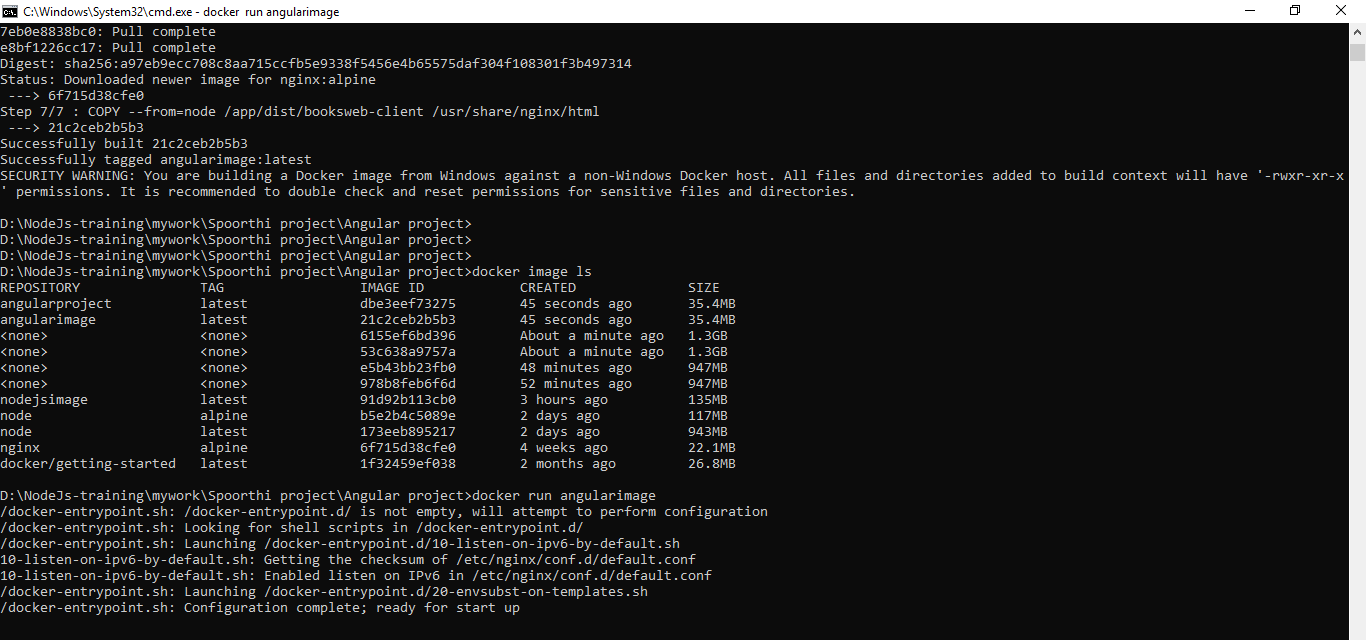 C:\Windows\System32\cmd.exe - docker run angularimage
7eb0e8838bc0: Pull complete
e8bf1226cc17: Pull complete
Digest: sha256:a97eb9ecc708c8aa715ccfb5e9338f5456e4b65575daf304f108301f3b497314
Status: Downloaded newer image for nginx:alpine
 ---> 6f715d38cfe0
Step 7/7 : COPY --from=node /app/dist/booksweb-client /usr/share/nginx/html
 ---> 21c2ceb2b5b3
Successfully built 21c2ceb2b5b3
Successfully tagged angularimage:latest
SECURITY WARNING: You are building a Docker image from Windows against a non-Windows Docker host. All files and directories added to build context will have '-rwxr-xr-x
' permissions. It is recommended to double check and reset permissions for sensitive files and directories.
D:\NodeJs-training\mywork\Spoorthi project\Angular project>
D:\NodeJs-training\mywork\Spoorthi project\Angular project>
D:\NodeJs-training\mywork\Spoorthi project\Angular project>
D:\NodeJs-training\mywork\Spoorthi project\Angular project>docker image ls
REPOSITORY TAG IMAGE ID CREATED SIZE
angularproject latest dbe3eef73275 45 seconds ago 35.4MB
angularimage latest 21c2ceb2b5b3 45 seconds ago 35.4MB
<none> <none> 6155ef6bd396 About a minute ago 1.3GB
<none> <none> 53c638a9757a About a minute ago 1.3GB
<none> <none> e5b43bb23fb0 48 minutes ago 947MB
<none> <none> 978b8feb6f6d 52 minutes ago 947MB
nodejsimage latest 91d92b113cb0 3 hours ago 135MB
node alpine b5e2b4c5089e 2 days ago 117MB
node latest 173eeb895217 2 days ago 943MB
nginx alpine 6f715d38cfe0 4 weeks ago 22.1MB
docker/getting-started latest 1f32459ef038 2 months ago 26.8MB
D:\NodeJs-training\mywork\Spoorthi project\Angular project>docker run angularimage
/docker-entrypoint.sh: /docker-entrypoint.d/ is not empty, will attempt to perform configuration
/docker-entrypoint.sh: Looking for shell scripts in /docker-entrypoint.d/
/docker-entrypoint.sh: Launching /docker-entrypoint.d/10-listen-on-ipv6-by-default.sh
10-listen-on-ipv6-by-default.sh: Getting the checksum of /etc/nginx/conf.d/default.conf
10-listen-on-ipv6-by-default.sh: Enabled listen on IPv6 in /etc/nginx/conf.d/default.conf
/docker-entrypoint.sh: Launching /docker-entrypoint.d/20-envsubst-on-templates.sh
/docker-entrypoint.sh: Configuration complete; ready for start up